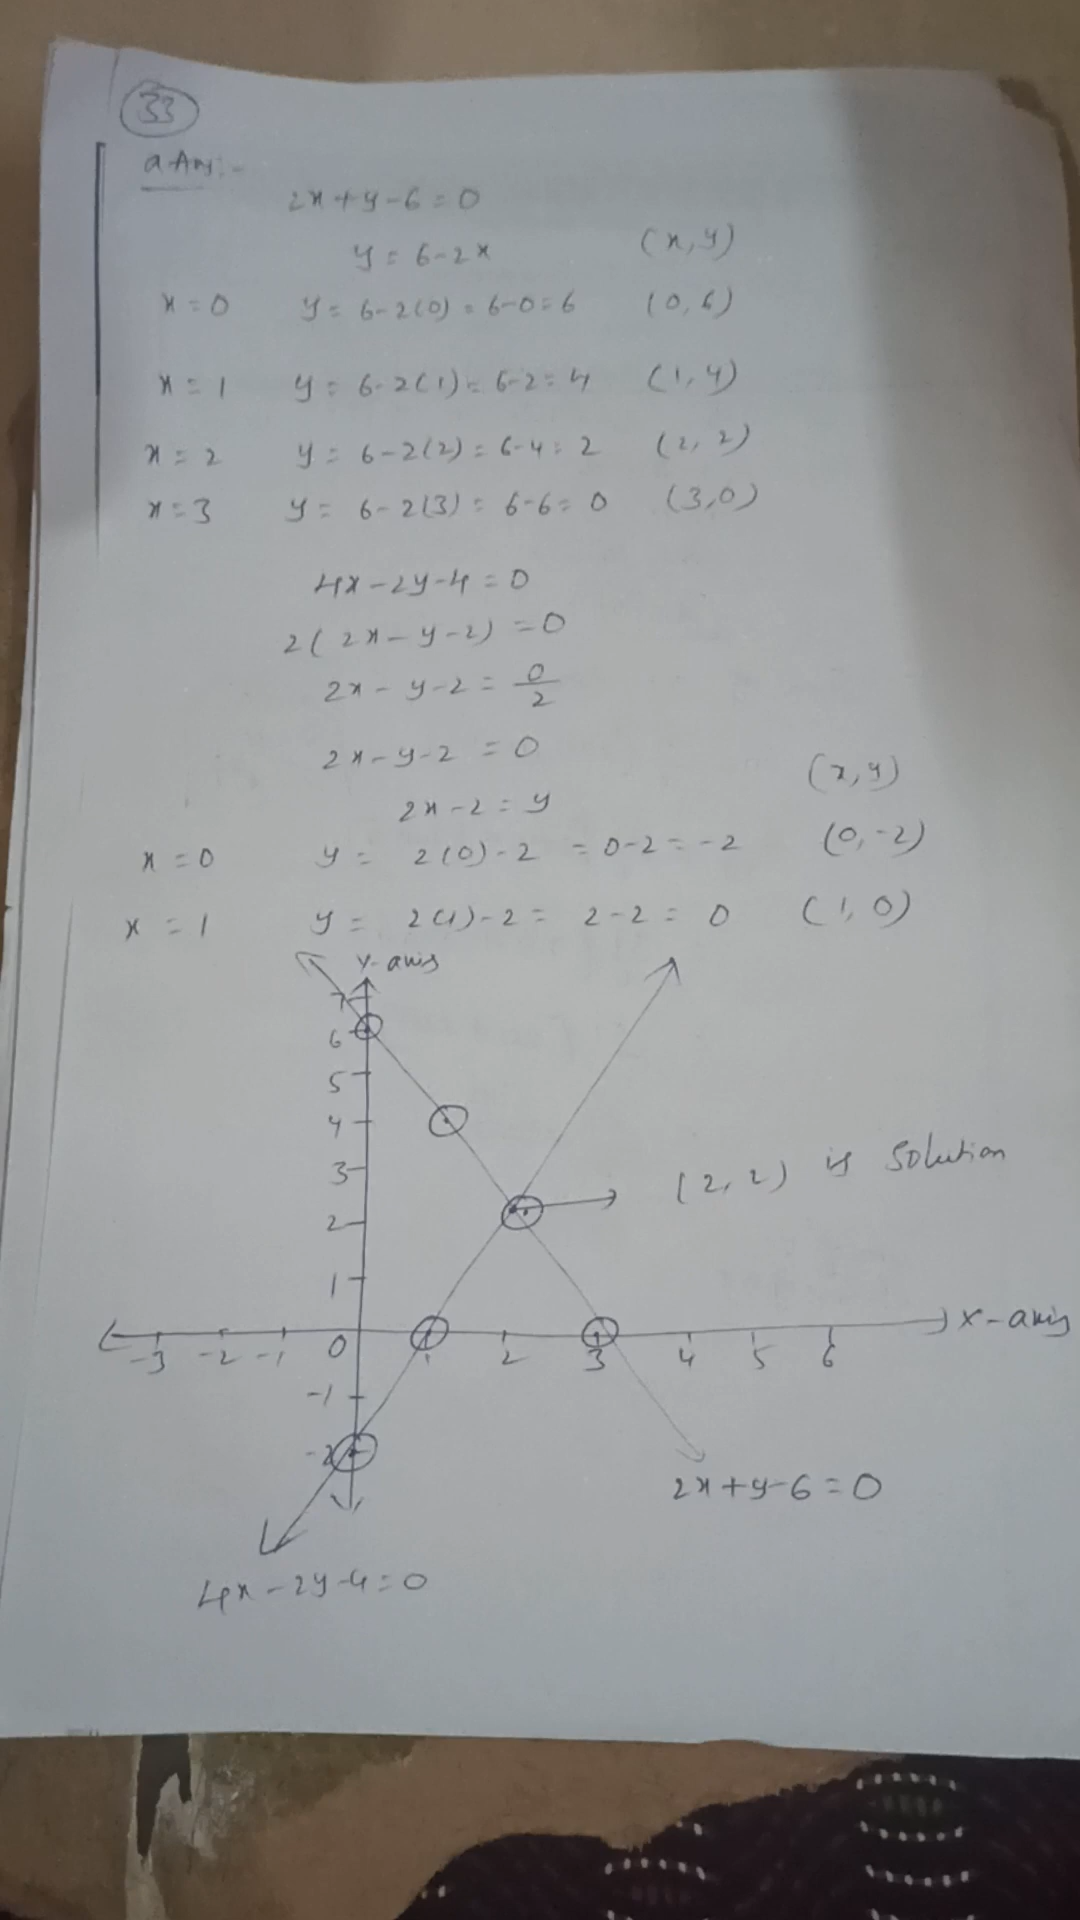 33
a Ans:-
2x+y-6=0
y=6-2x (x,y)
x=0 y=6-2(0)=6-0=6 (0,6)
x=1 y=6-2(1)=6-2=4 (1,4)
x=2 y=6-2(2)=6-4=2 (2,2)
x=3 y=6-2(3)=6-6=0 (3,0)
4x-2y-4=0
2(2x-y-2)=0
2x-y-2=0/2
2x-y-2=0
(x,y)
2x-2=y
x=0 y=2(0)-2=0-2=-2 (0,-2)
x=1 y=2(1)-2=2-2=0 (1,0)
Y-axis
7
6
5
4
3
(2,2) is solution
2
1
X-axis
-3 -2 -1 0 1 2 3 4 5 6
-1
-2
2x+y-6=0
4x-2y-4=0